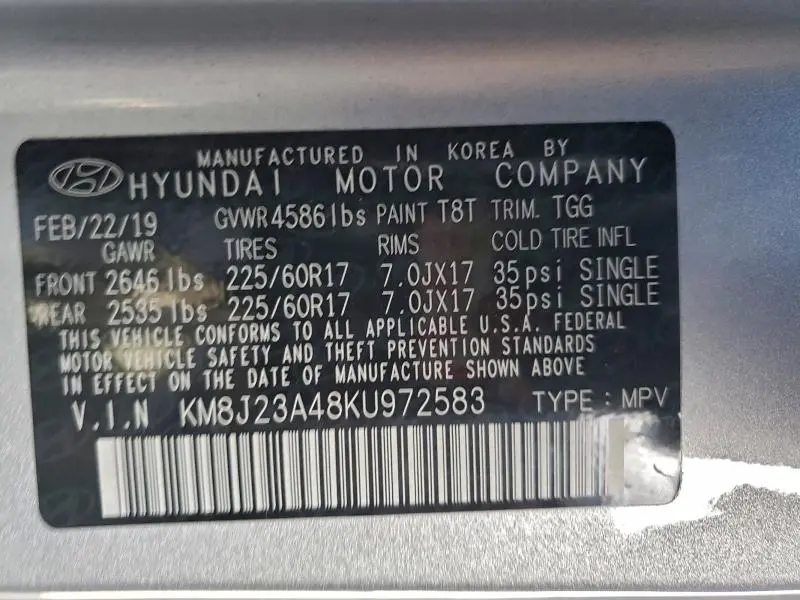 MANUFACTURED IN KOREA BY
HYUNDAI MOTOR COMPANY
FEB/22/19 GVWR 4586 lbs PAINT T8T TRIM. TGG
GAWR TIRES RIMS COLD TIRE INFL
FRONT 2646 lbs 225/60R17 7.0JX17 35psi SINGLE
REAR 2535 lbs 225/60R17 7.0JX17 35psi SINGLE
THIS VEHICLE CONFORMS TO ALL APPLICABLE U.S.A. FEDERAL
MOTOR VEHICLE SAFETY AND THEFT PREVENTION STANDARDS
IN EFFECT ON THE DATE OF MANUFACTURE SHOWN ABOVE
V.I.N KM8J23A48KU972583 TYPE : MPV